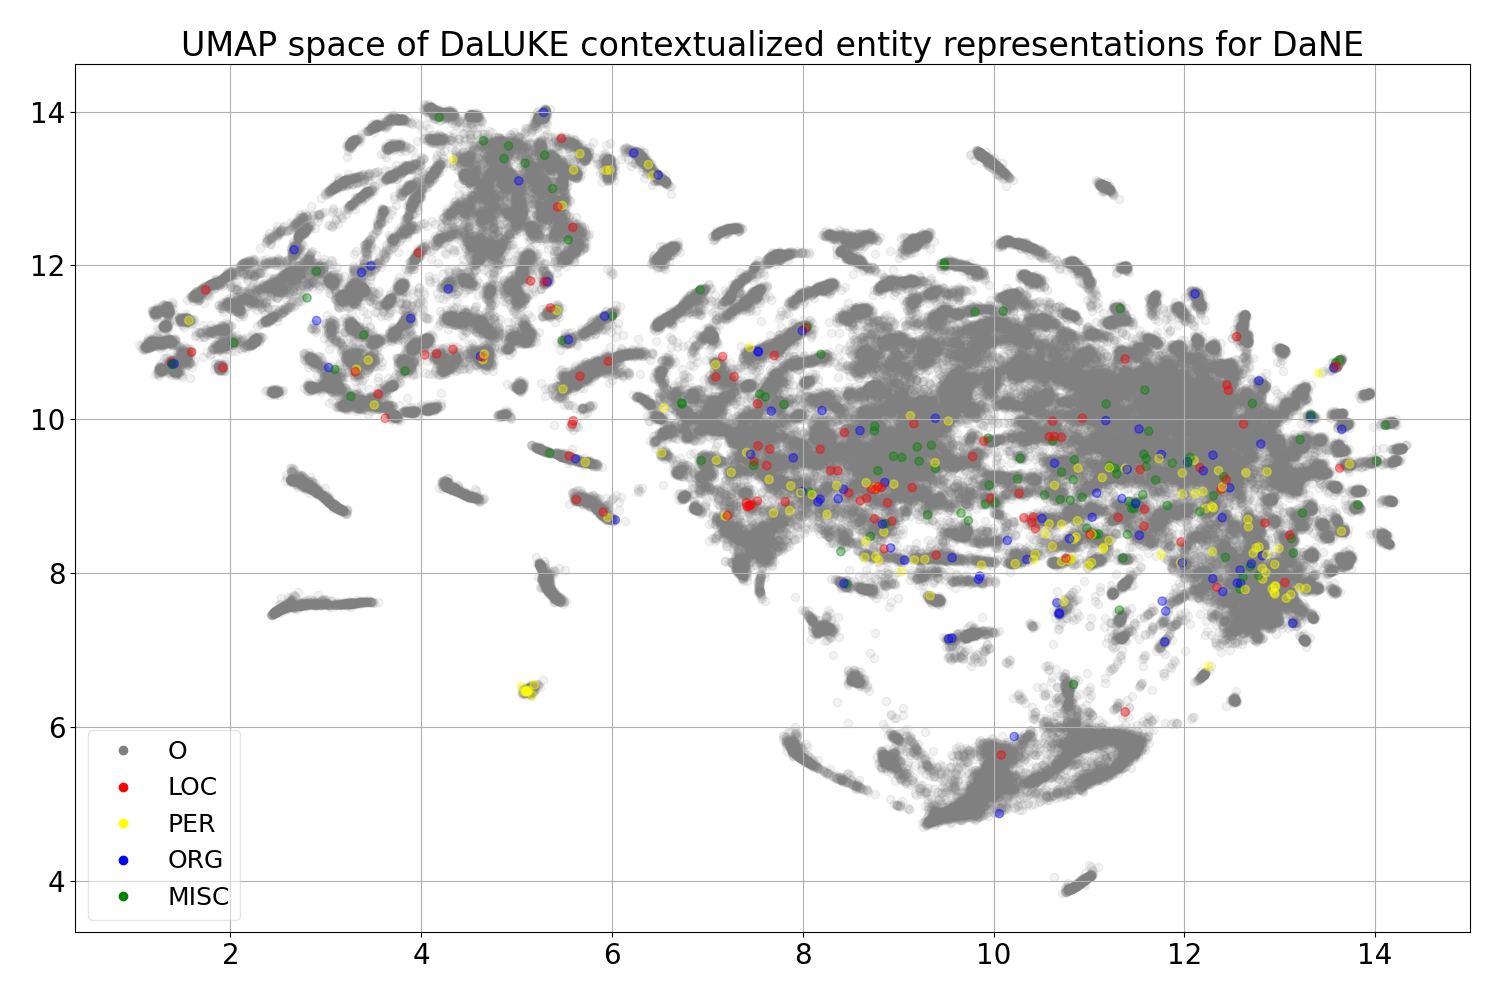 UMAP space of DaLUKE contextualized entity representations for DaNE
14
12
10
8
6
4
O
LOC
PER
ORG
MISC
2 4 6 8 10 12 14